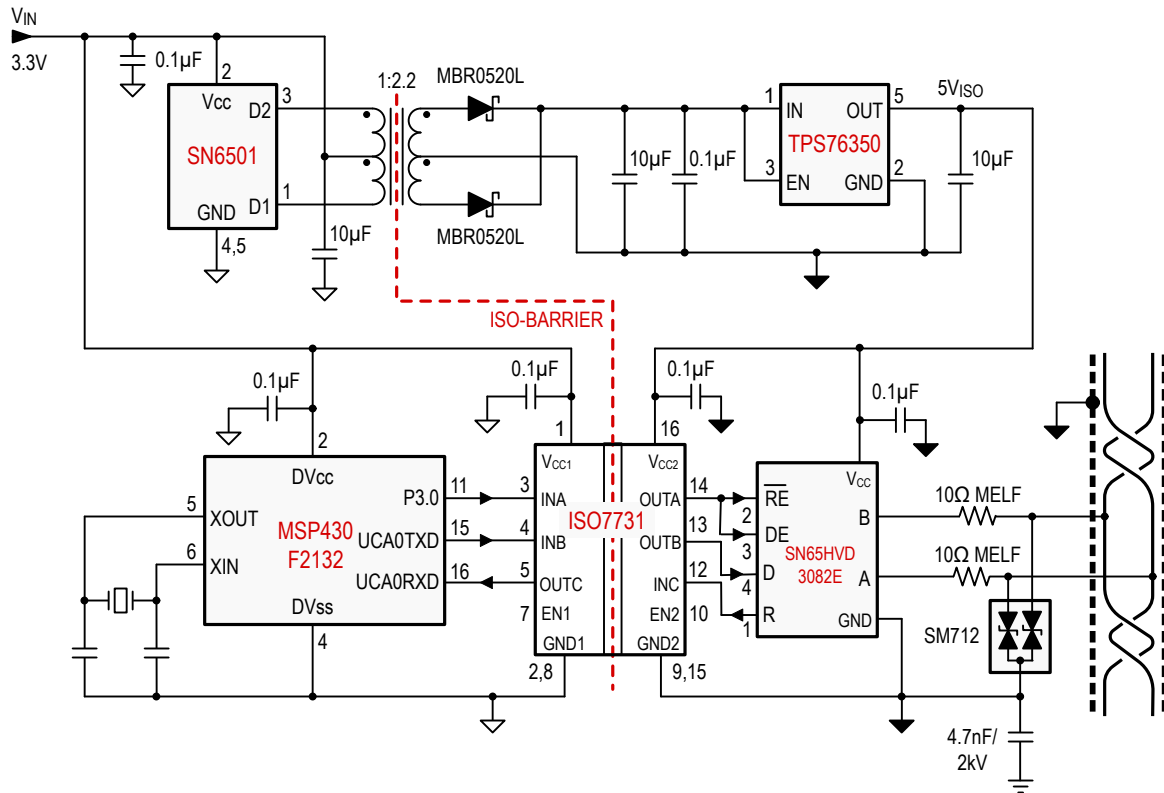 VIN
3.3V
0.1µF
2
Vcc
D2
3
SN6501
D1
1
GND
4,5
10µF
1:2.2
MBR0520L
MBR0520L
10µF
0.1µF
1
IN
OUT
5
TPS76350
3
EN
GND
2
5VISO
10µF
ISO-BARRIER
0.1µF
2
DVcc
5
XOUT
6
XIN
MSP430
F2132
P3.0
11
UCA0TXD
15
UCA0RXD
16
DVss
4
0.1µF
1
VCC1
3
INA
4
INB
5
OUTC
7
EN1
GND1
2,8
ISO7731
0.1µF
16
VCC2
OUTA
14
OUTB
13
INC
12
EN2
10
GND2
9,15
0.1µF
VCC
RE
2
DE
3
D
4
R
1
SN65HVD
3082E
B
A
GND
10Ω MELF
10Ω MELF
SM712
4.7nF/
2kV